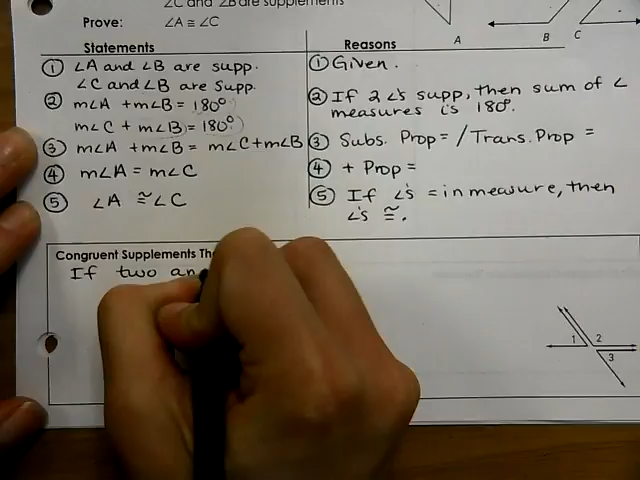 ∠C and ∠B are supplements
Prove: ∠A ≅ ∠C
A B C
Statements Reasons
① ∠A and ∠B are supp. ① Given.
∠C and ∠B are supp.
② m∠A + m∠B = 180° ② If 2 ∠'s supp, then sum of ∠
m∠C + m∠B = 180° measures is 180°.
③ m∠A + m∠B = m∠C + m∠B ③ Subs. Prop = / Trans. Prop =
④ m∠A = m∠C ④ + Prop =
⑤ ∠A ≅ ∠C ⑤ If ∠'s = in measure, then
∠'s ≅.
Congruent Supplements Th
If two an
1 2
3